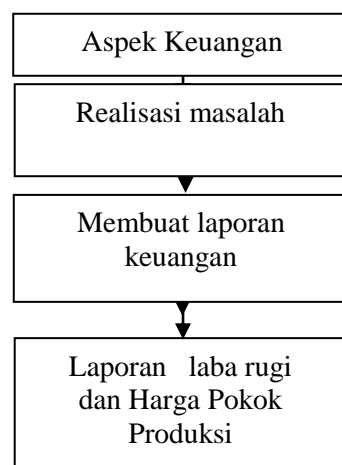 Aspek Keuangan
Realisasi masalah
Membuat laporan
keuangan
Laporan laba rugi
dan Harga Pokok
Produksi